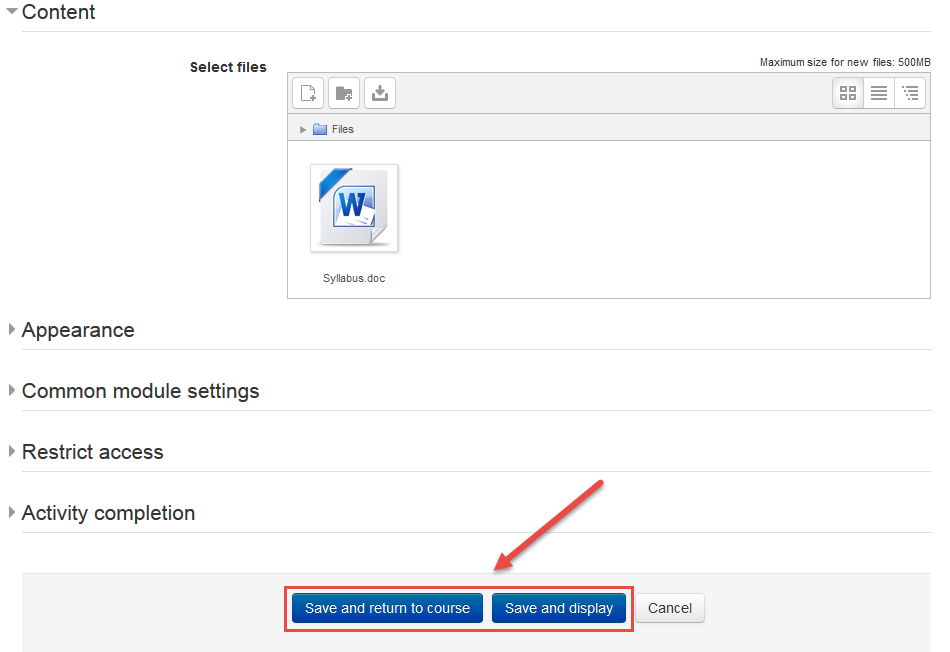 Content
Select files
Maximum size for new files: 500MB
Files
W
Syllabus.doc
Appearance
Common module settings
Restrict access
Activity completion
Save and return to course Save and display Cancel